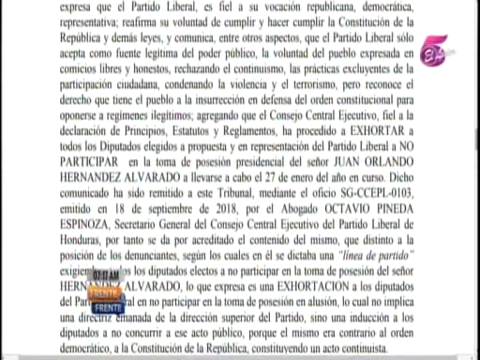 expresa que el Partido Liberal, es fiel a su vocación republicana, democrática,
representativa; reafirma su voluntad de cumplir y hacer cumplir la Constitución de la
República y demás leyes, y comunica, entre otros aspectos, que el Partido Liberal sólo
acepta como fuente legítima del poder público, la voluntad del pueblo expresada en
comicios libres y honestos, rechazando el continuismo, las prácticas excluyentes de la
participación ciudadana, condenando la violencia y el terrorismo, pero reconoce el
derecho que tiene el pueblo a la insurrección en defensa del orden constitucional para
oponerse a regimenes ilegítimos; agregando que el Consejo Central Ejecutivo, fiel a la
declaración de Principios, Estatutos y Reglamentos, ha procedido a EXHORTAR a
todos los Diputados elegidos a propuesta y en representación del Partido Liberal a NO
PARTICIPAR en la toma de posesión presidencial del señor JUAN ORLANDO
HERNANDEZ ALVARADO a llevarse a cabo el 27 de enero del año en curso. Dicho
comunicado ha sido remitido a este Tribunal, mediante el oficio SG-CCEPL-0103,
emitido en 18 de septiembre de 2018, por el Abogado OCTAVIO PINEDA
ESPINOZA, Secretario General del Consejo Central Ejecutivo del Partido Liberal de
Honduras, por tanto se da por acreditado el contenido del mismo, que distinto a la
posición de los denunciantes, según los cuales en él se dictaba una "línea de partido"
exigien los diputados electos a no participar en la toma de posesión del señor
HERN ALVARADO, lo que expresa es una EXHORTACION a los diputados
del Par al en no participar en la toma de posesión en alusión, lo cual no implica
una directriz emanada de la dirección superior del Partido, sino una inducción a los
diputados a no concurrir a ese acto público, porque el mismo era contrario al orden
democrático, a la Constitución de la República, constituyendo un acto continuista.
5
07:17 AM
FRENTE
FRENTE